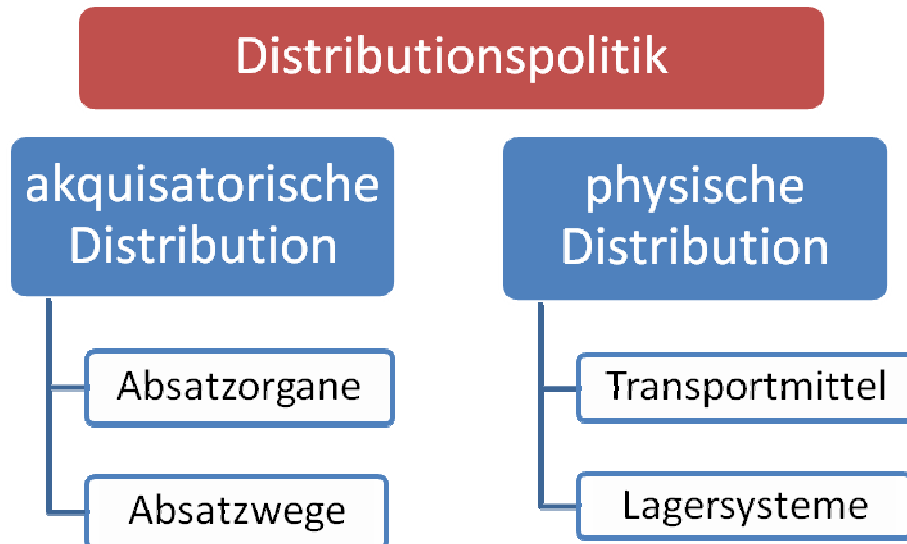 Distributionspolitik
akquisatorische
Distribution
Absatzorgane
Absatzwege
physische
Distribution
Transportmittel
Lagersysteme